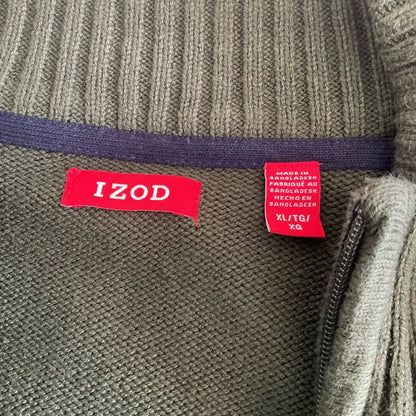 IZOD
MADE IN
BANGLADESH
FABRIQUÉ AU
BANGLADESH
HECHO EN
BANGLADESH
XL/TG/
XG